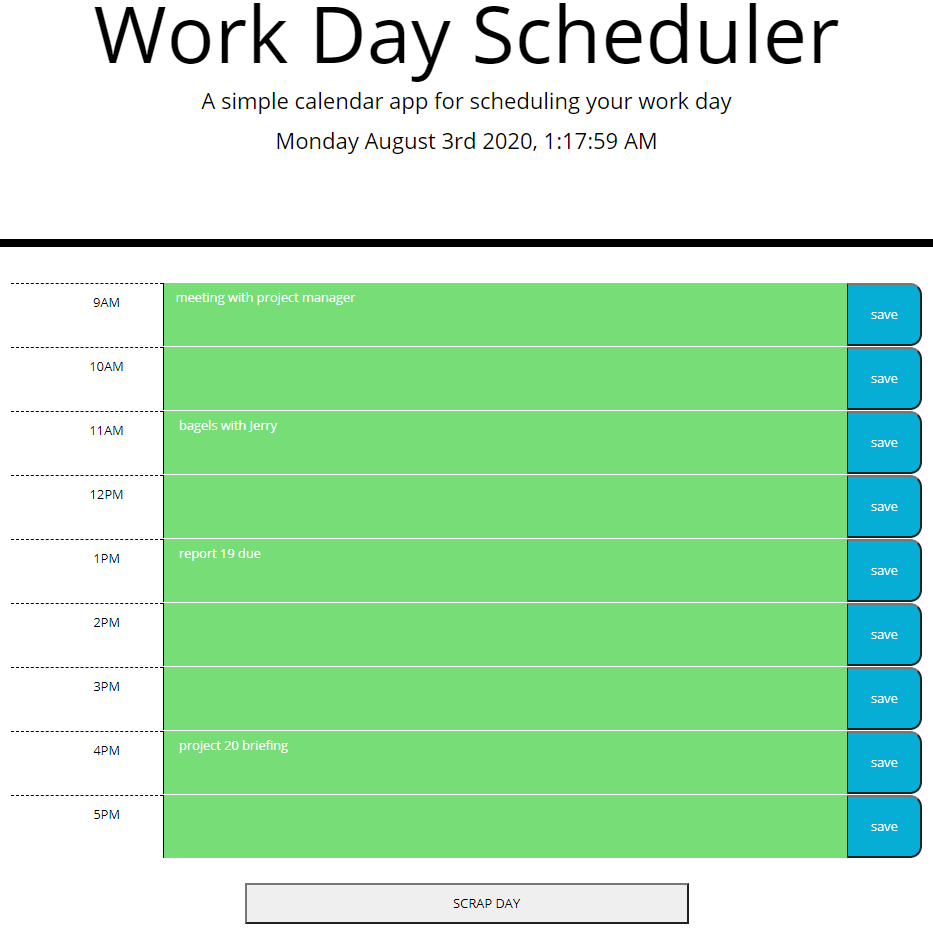 Work Day Scheduler
A simple calendar app for scheduling your work day
Monday August 3rd 2020, 1:17:59 AM
9AM meeting with project manager save
10AM save
11AM bagels with Jerry save
12PM save
1PM report 19 due save
2PM save
3PM save
4PM project 20 briefing save
5PM save
SCRAP DAY